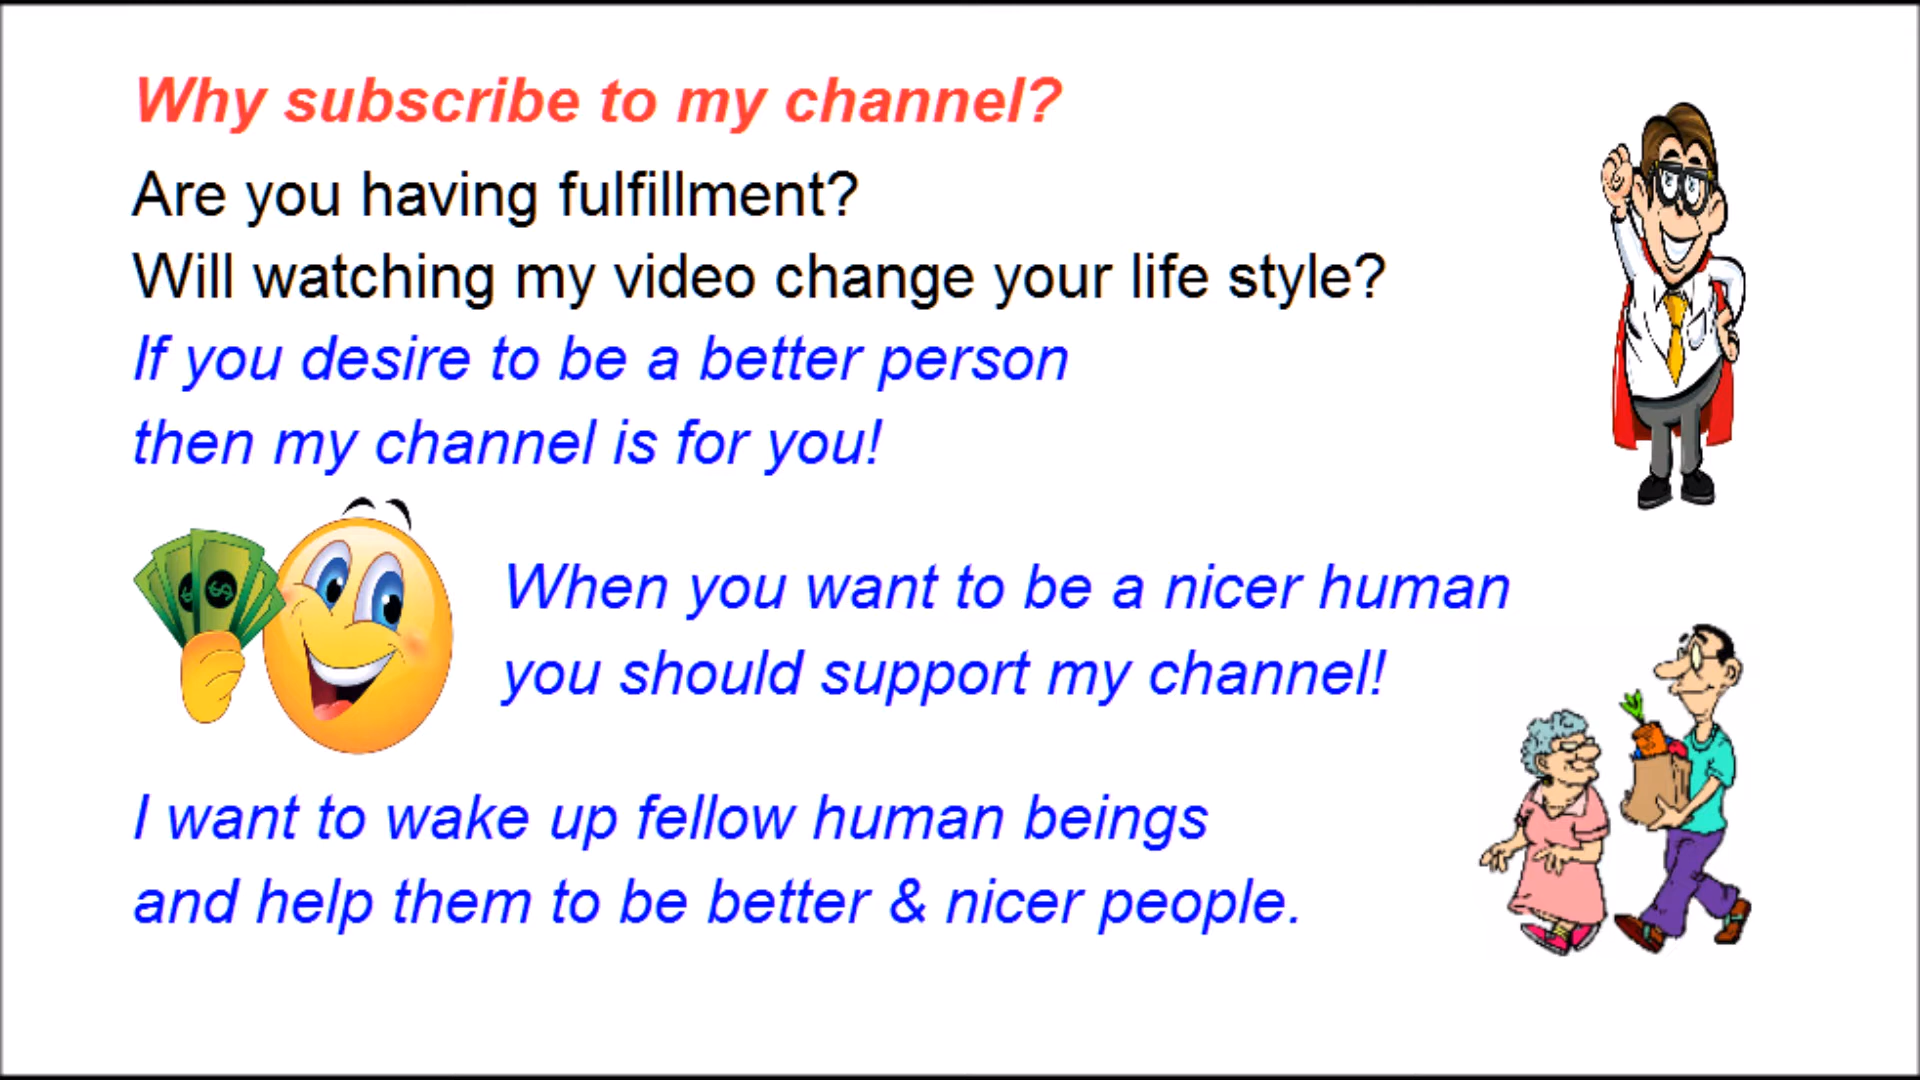 Why subscribe to my channel?
Are you having fulfillment?
Will watching my video change your life style?
If you desire to be a better person
then my channel is for you!
When you want to be a nicer human
you should support my channel!
I want to wake up fellow human beings
and help them to be better & nicer people.